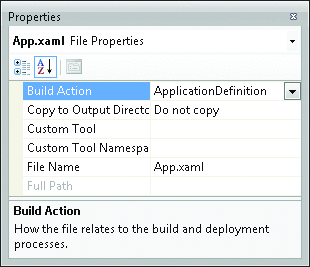 Properties
App.xaml File Properties
A
Z
Build Action ApplicationDefinition
Copy to Output Directo Do not copy
Custom Tool
Custom Tool Namespa
File Name App.xaml
Full Path
Build Action
How the file relates to the build and deployment
processes.